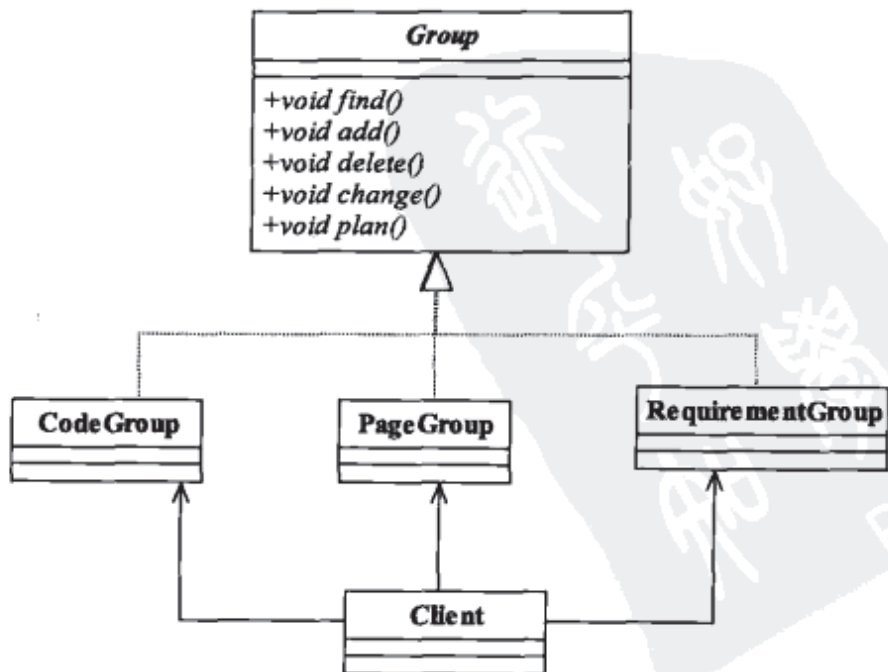 Group
+void find()
+void add()
+void delete()
+void change()
+void plan()
CodeGroup
PageGroup
RequirementGroup
Client